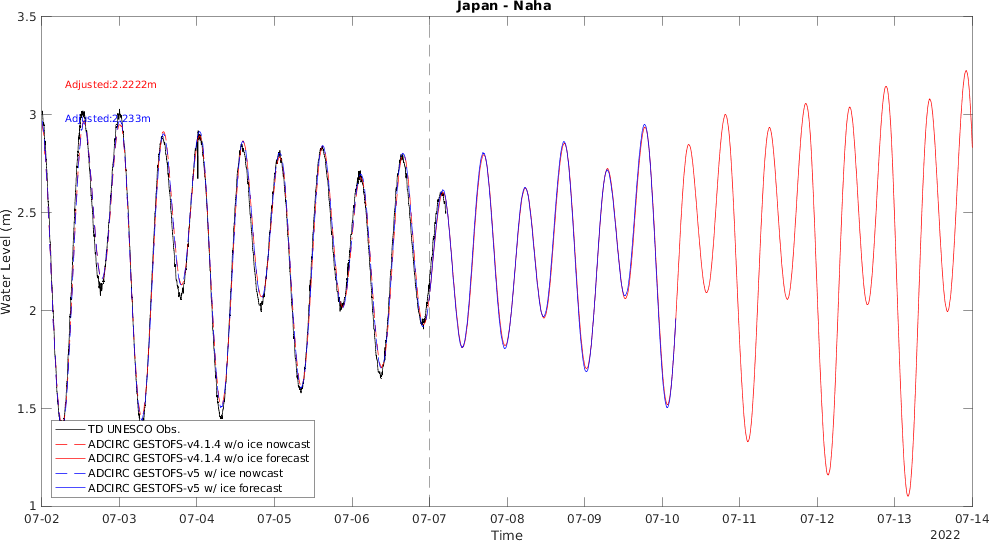 Japan - Naha
3.5
Adjusted:2.2222m
3
Adjusted:2.233m
2.5
Water Level (m)
2
1.5
TD UNESCO Obs.
ADCIRC GESTOFS-v4.1.4 w/o ice nowcast
ADCIRC GESTOFS-v4.1.4 w/o ice forecast
ADCIRC GESTOFS-v5 w/ ice nowcast
ADCIRC GESTOFS-v5 w/ ice forecast
1
07-02 07-03 07-04 07-05 07-06 07-07 07-08 07-09 07-10 07-11 07-12 07-13 07-14
Time
2022